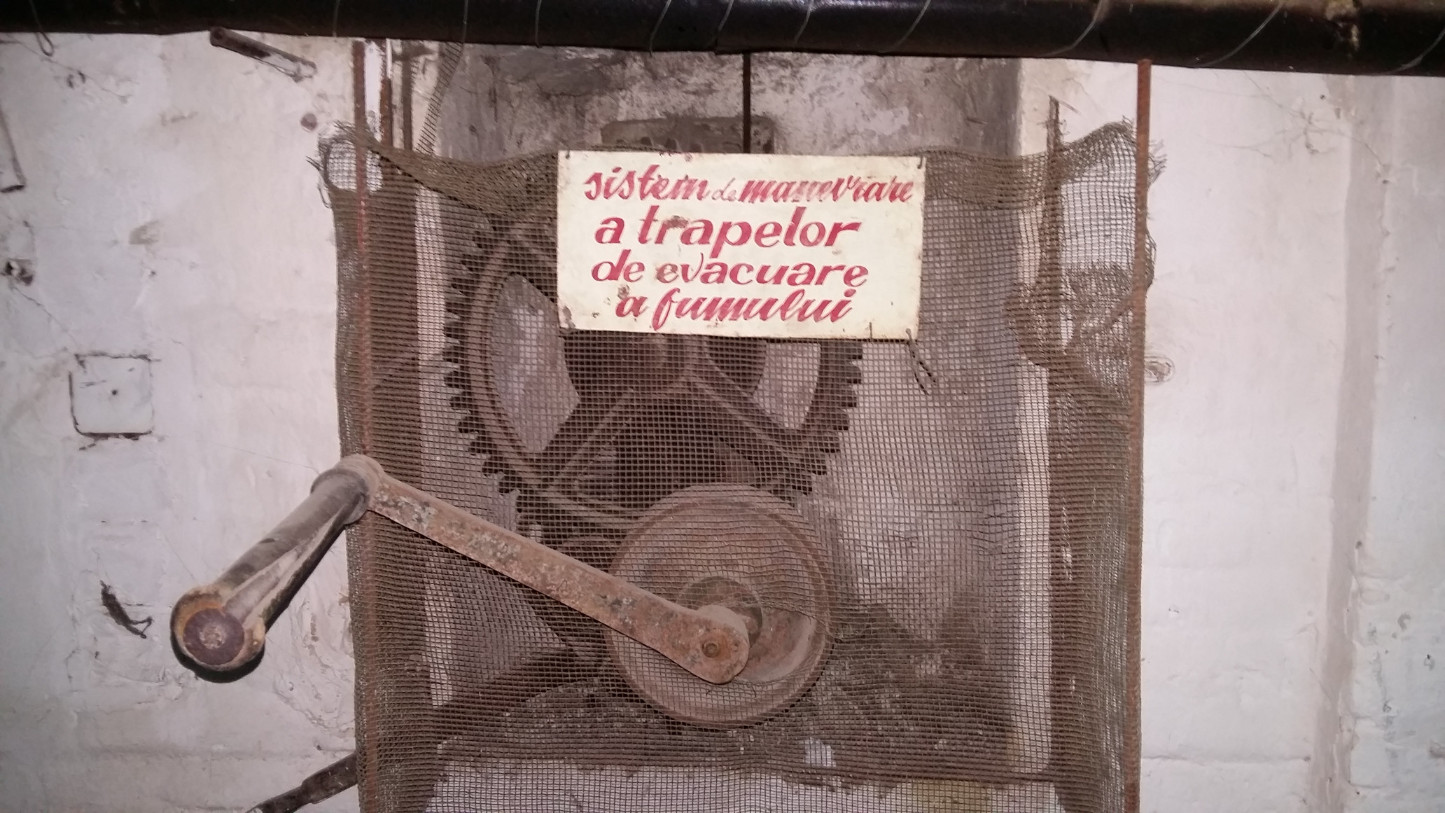 sistem de manevrare
a trapelor
de evacuare
a fumului